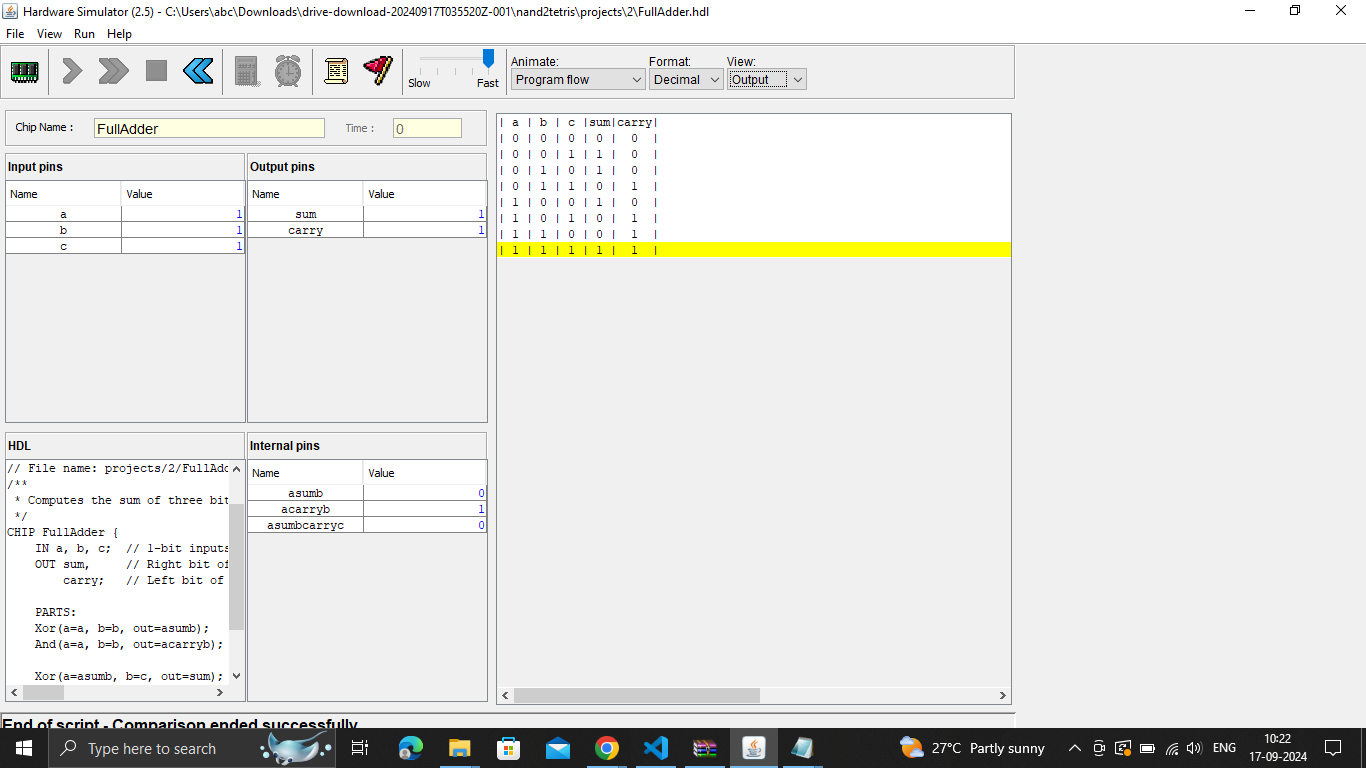 Hardware Simulator (2.5) - C:\Users\abc\Downloads\drive-download-20240917T035520Z-001\nand2tetris\projects\2\FullAdder.hdl
File View Run Help
Slow Fast
Animate: Format: View:
Program flow Decimal Output
Chip Name : FullAdder Time : 0
Input pins
Name Value
a 1
b 1
c 1
Output pins
Name Value
sum 1
carry 1
| a | b | c |sum|carry|
| 0 | 0 | 0 | 0 | 0 |
| 0 | 0 | 1 | 1 | 0 |
| 0 | 1 | 0 | 1 | 0 |
| 0 | 1 | 1 | 0 | 1 |
| 1 | 0 | 0 | 1 | 0 |
| 1 | 0 | 1 | 0 | 1 |
| 1 | 1 | 0 | 0 | 1 |
| 1 | 1 | 1 | 1 | 1 |
HDL
// File name: projects/2/FullAdd
/**
* Computes the sum of three bit
*/
CHIP FullAdder {
IN a, b, c; // 1-bit inputs
OUT sum, // Right bit of
carry; // Left bit of
PARTS:
Xor(a=a, b=b, out=asumb);
And(a=a, b=b, out=acarryb);
Xor(a=asumb, b=c, out=sum);
Internal pins
Name Value
asumb 0
acarryb 1
asumbcarryc 0
End of script - Comparison ended successfully
Type here to search
27°C Partly sunny
ENG
10:22
17-09-2024